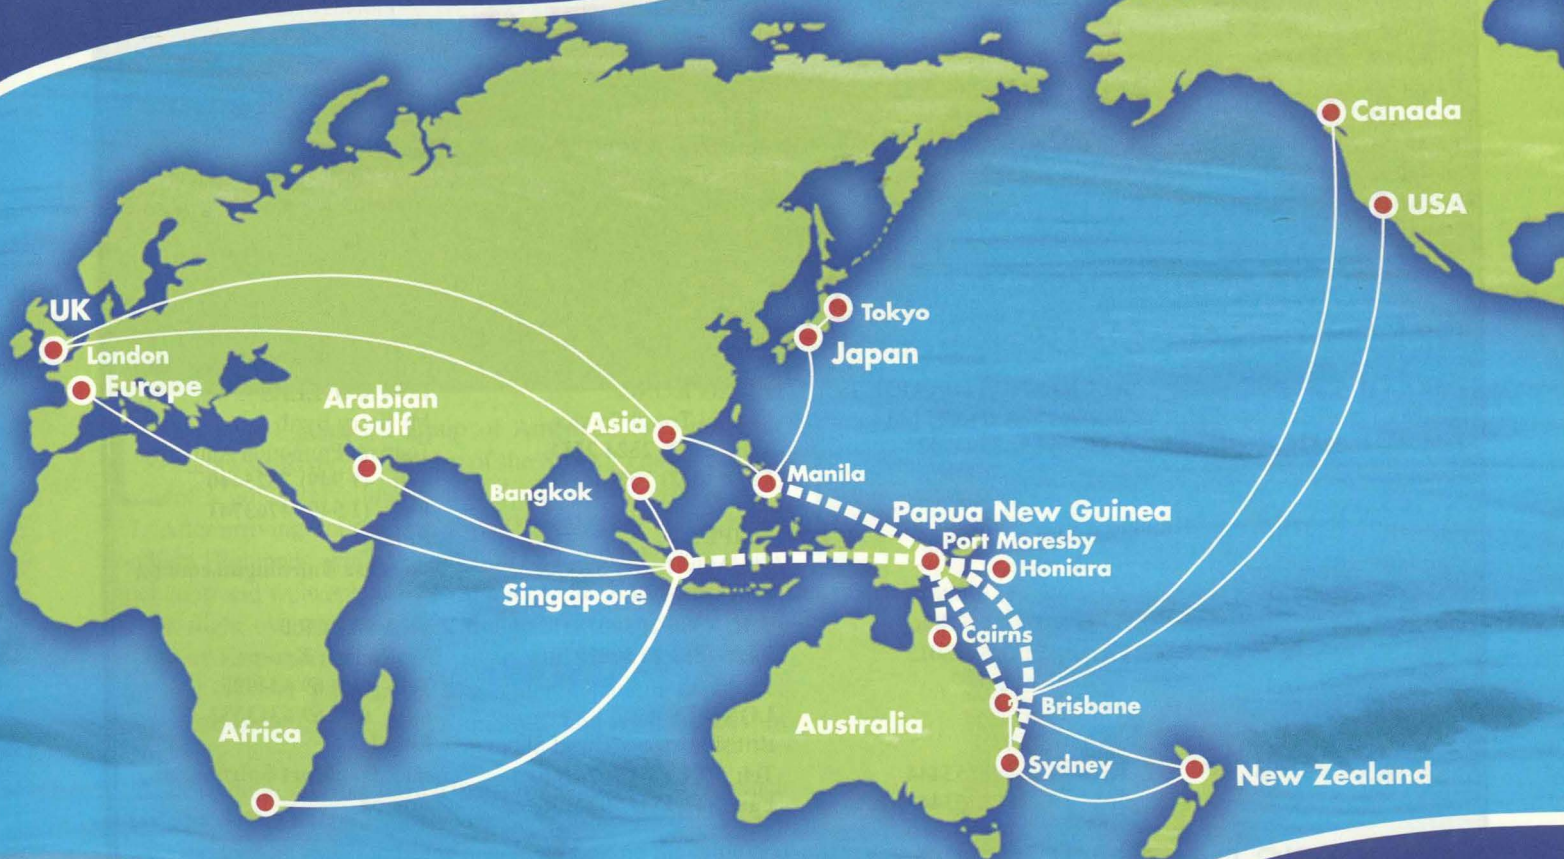 Canada
USA
UK
Tokyo
London
Japan
Europe
Arabian
Gulf
Asia
Manila
Bangkok
Papua New Guinea
Port Moresby
Honiara
Singapore
Cairns
Brisbane
Africa
Australia
Sydney
New Zealand